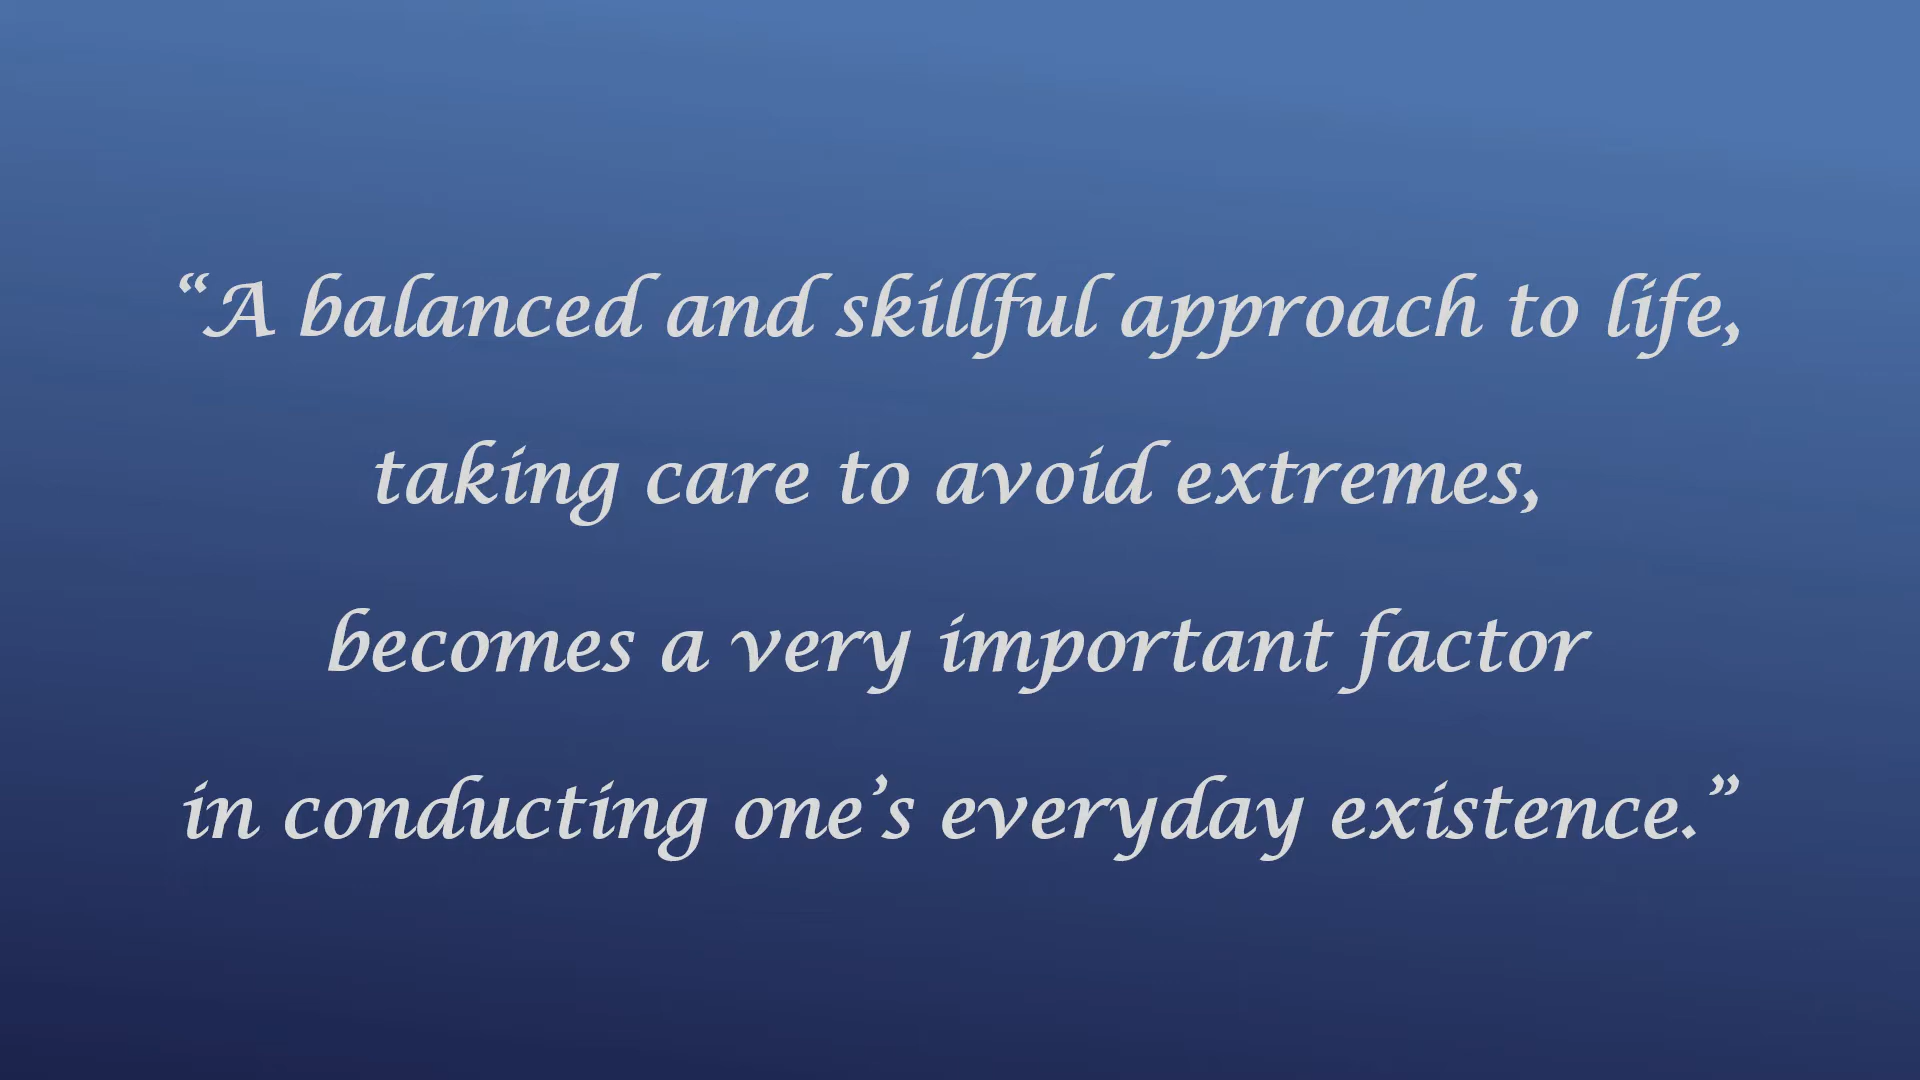 “A balanced and skillful approach to life,
taking care to avoid extremes,
becomes a very important factor
in conducting one’s everyday existence.”